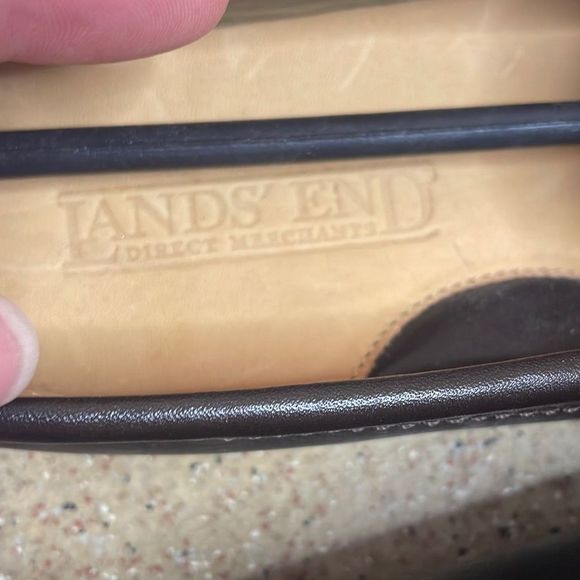 LANDS' END
DIRECT MERCHANTS